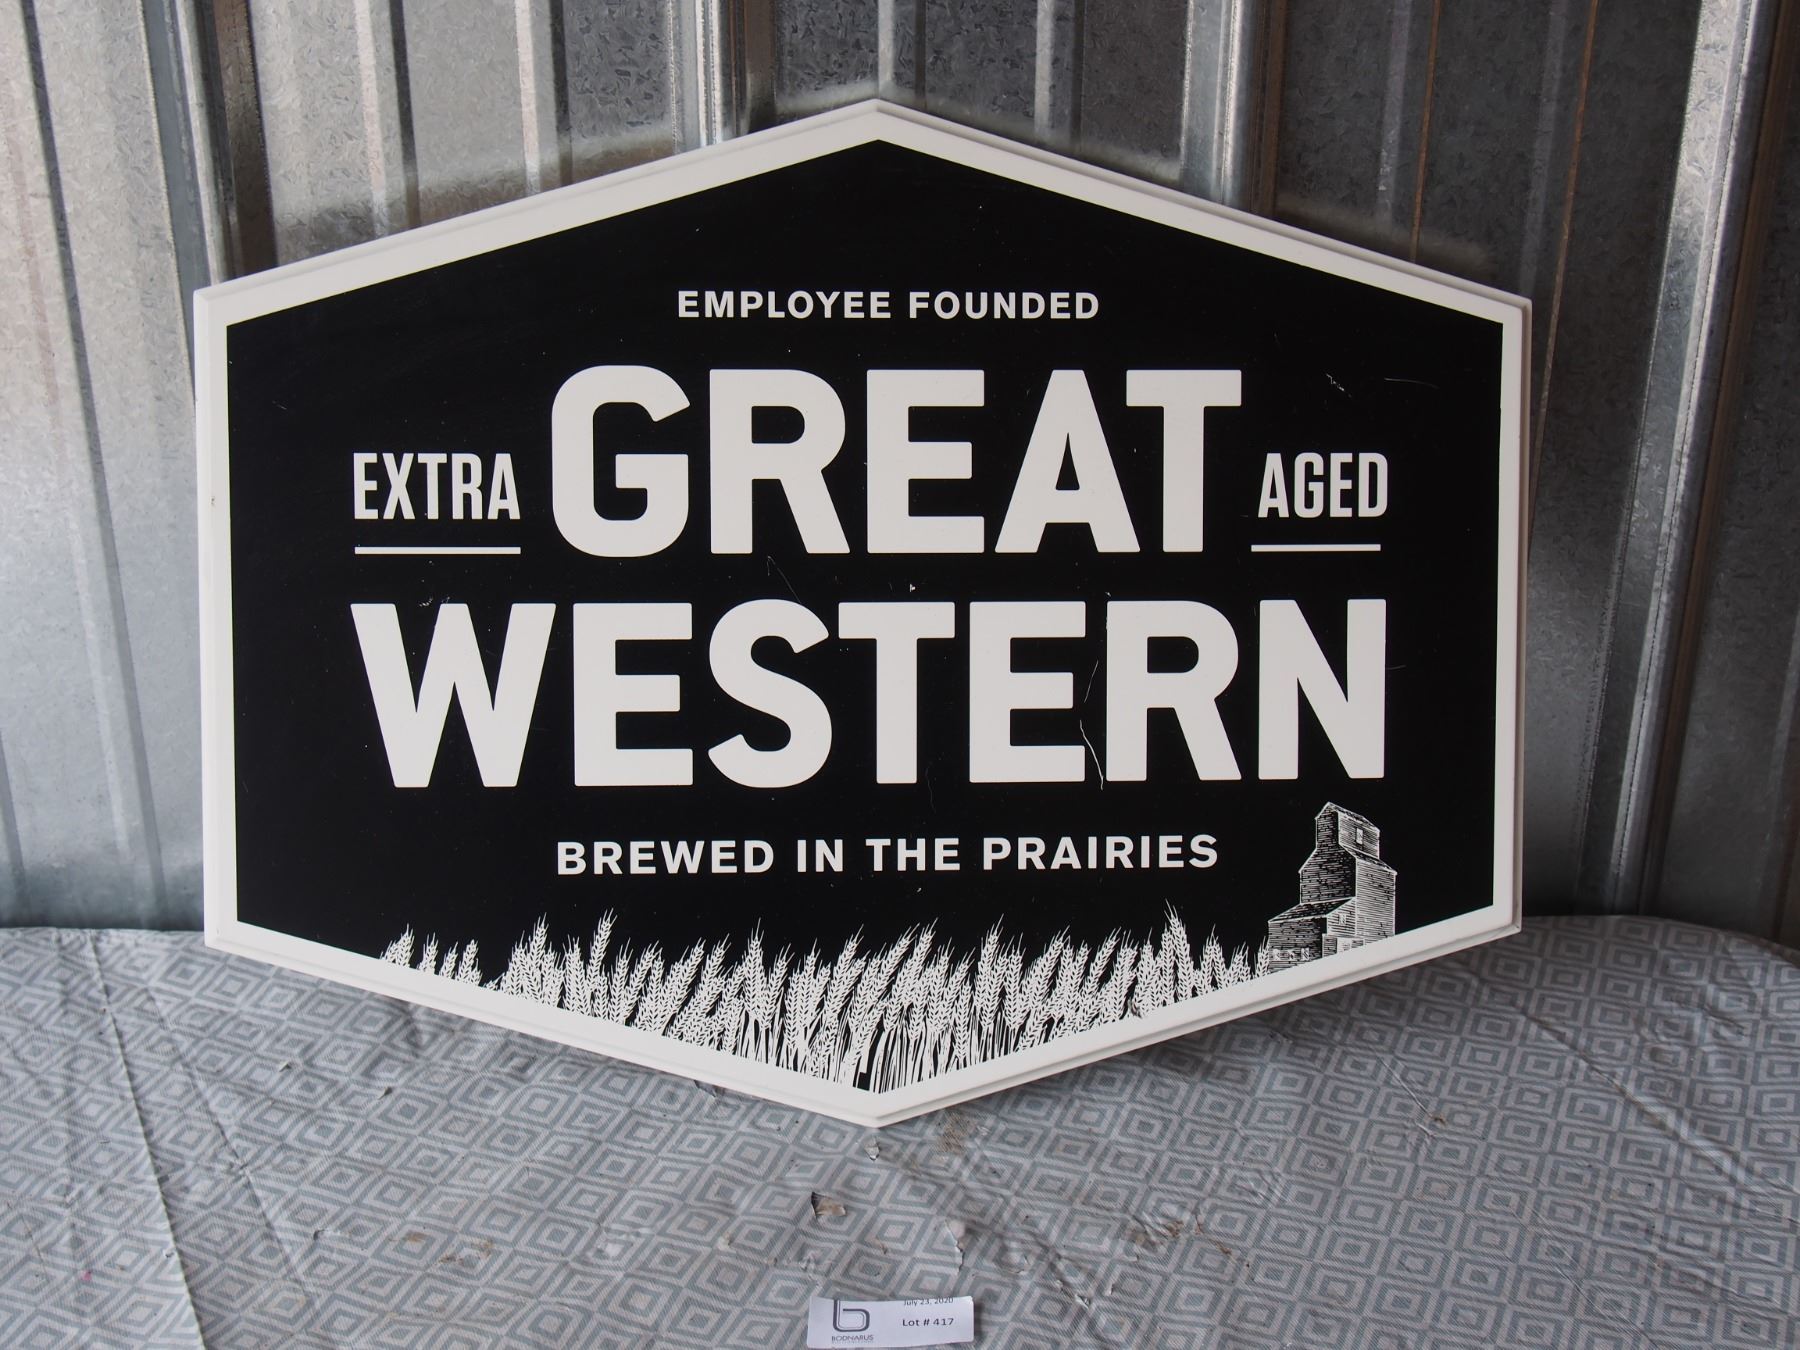 EMPLOYEE FOUNDED
EXTRA GREAT AGED
WESTERN
BREWED IN THE PRAIRIES
July 23, 2020
Lot # 417
BODNARUS